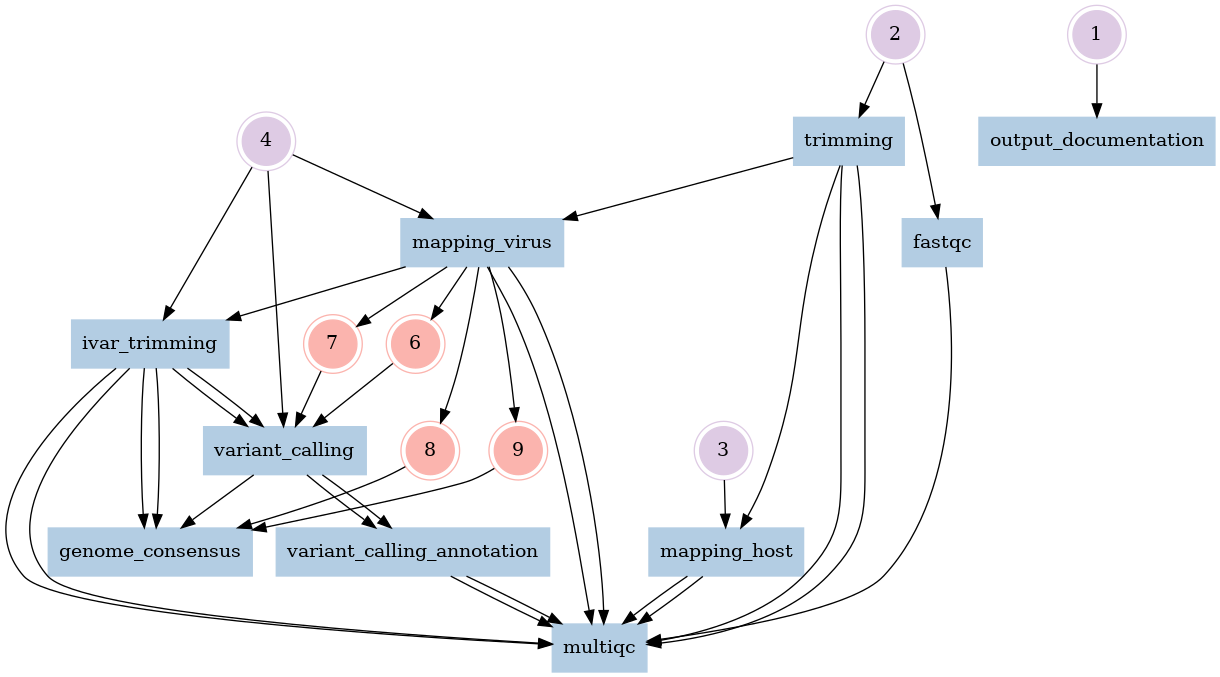 2
1
4
trimming
output_documentation
mapping_virus
fastqc
ivar_trimming
7
6
variant_calling
8
9
3
genome_consensus
variant_calling_annotation
mapping_host
multiqc